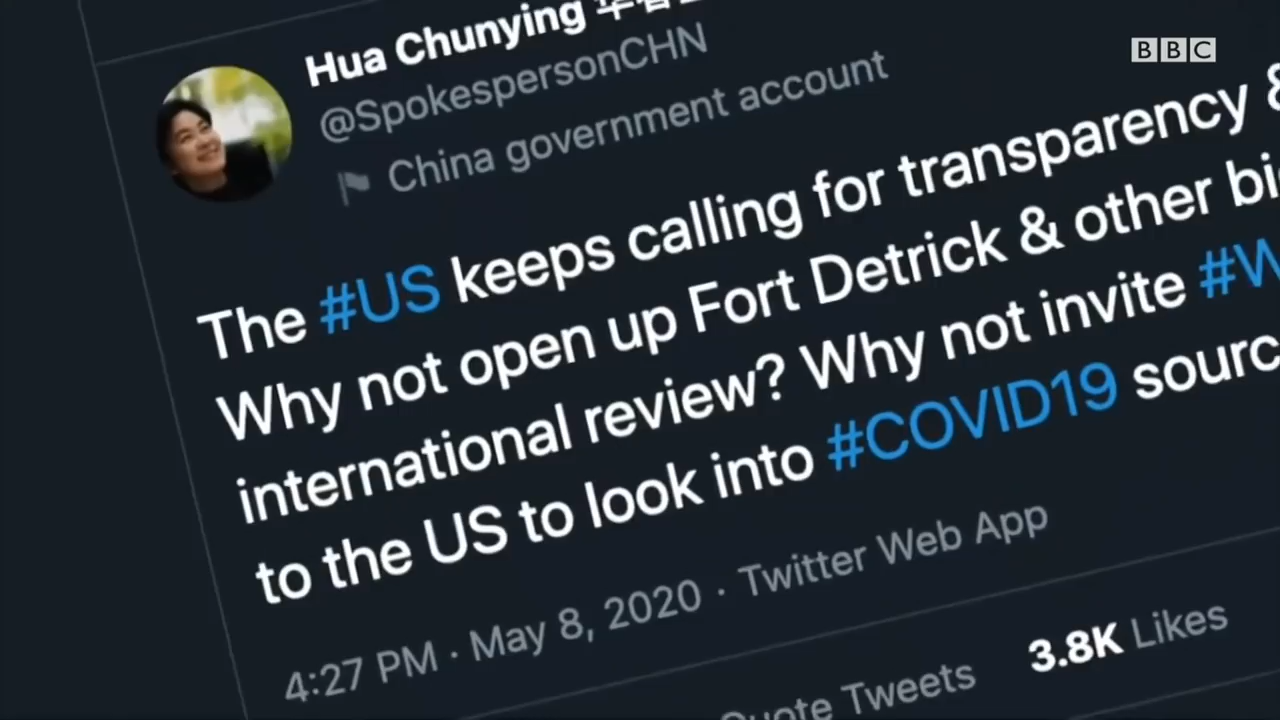 BBC
Hua Chunying
@SpokespersonCHN
China government account
The #US keeps calling for transparency &
Why not open up Fort Detrick & other
international review? Why not invite
to the US to look into #COVID19
4:27 PM · May 8, 2020 · Twitter Web App
Quote Tweets 3.8K Likes